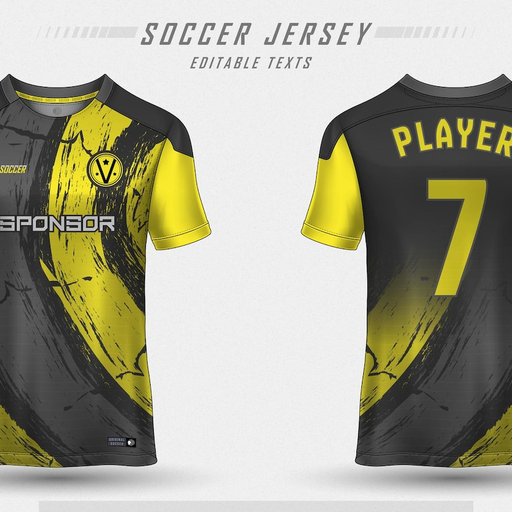 SOCCER JERSEY
EDITABLE TEXTS
SOCCER
V
SPONSOR
PLAYER
7